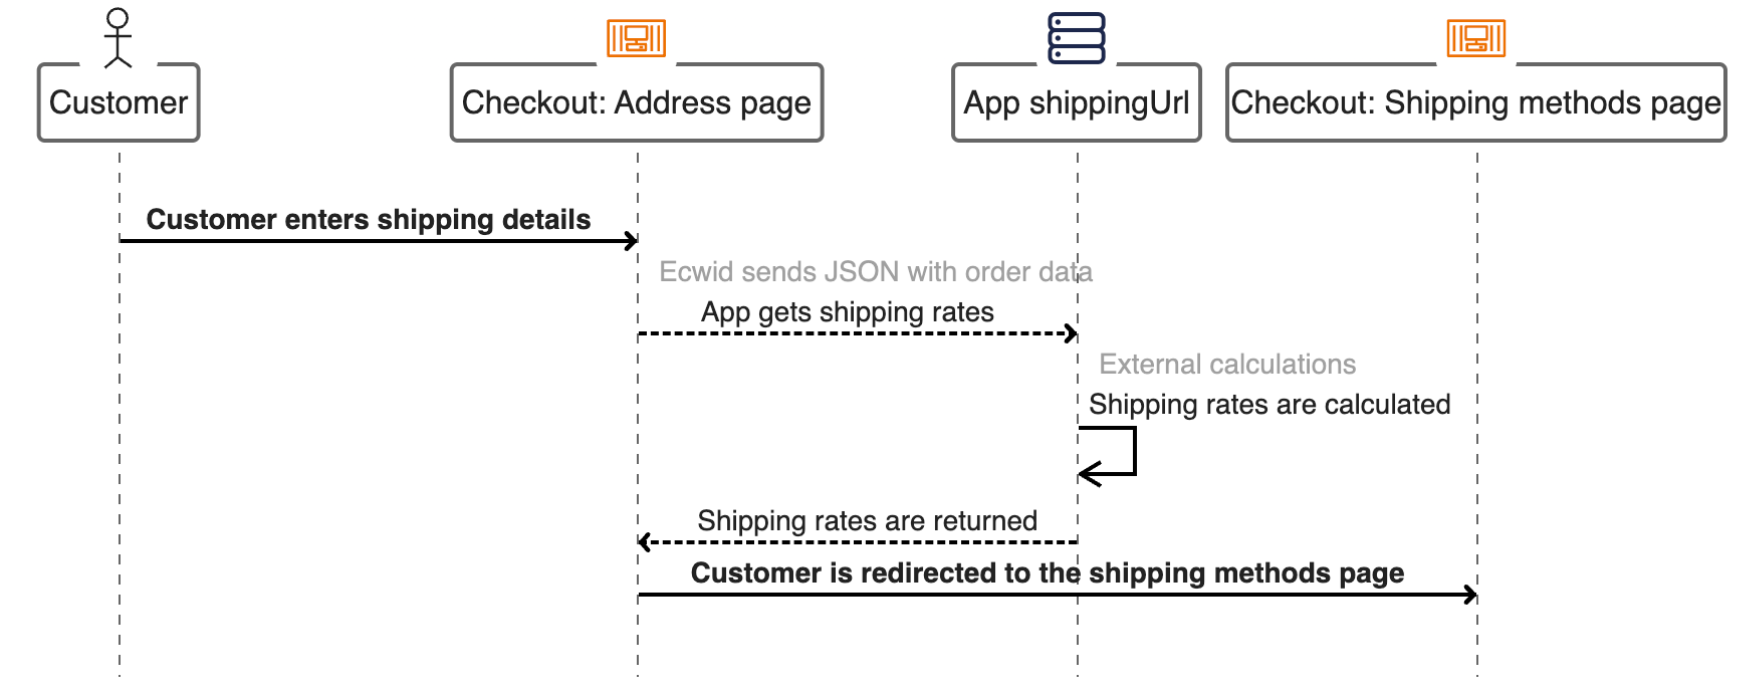 Customer
Checkout: Address page
App shippingUrl
Checkout: Shipping methods page
Customer enters shipping details
Ecwid sends JSON with order data
App gets shipping rates
External calculations
Shipping rates are calculated
Shipping rates are returned
Customer is redirected to the shipping methods page